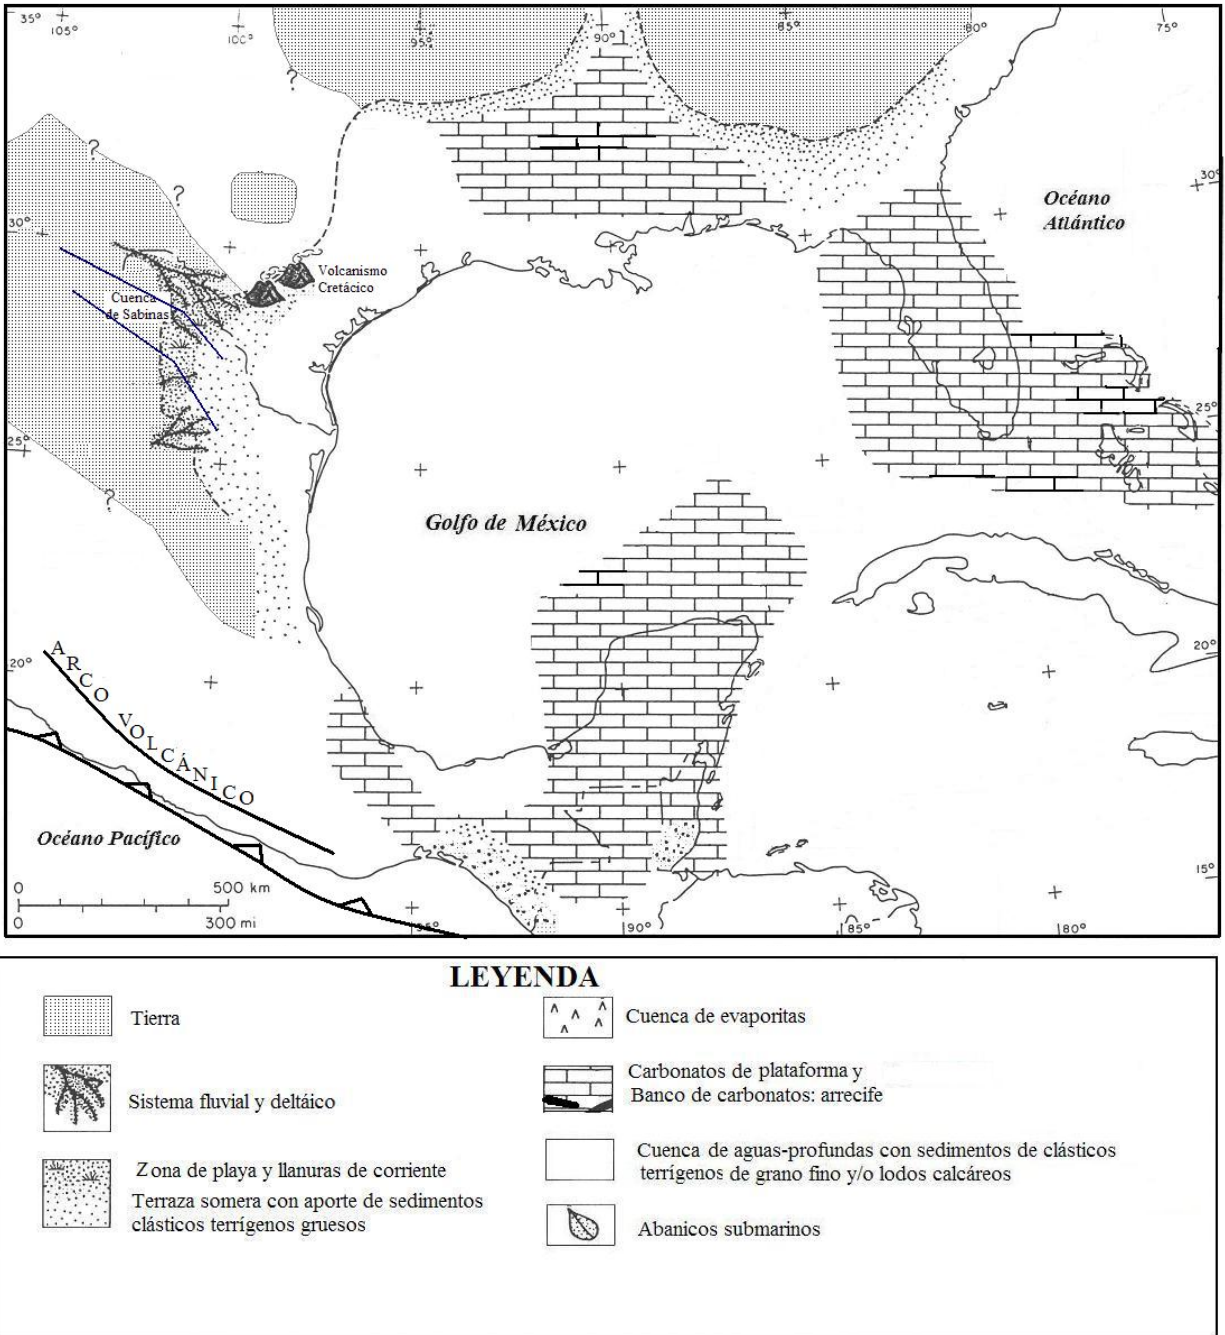 35°
105°
100°
95°
90°
85°
80°
75°
?
?
?
30°
Océano
Atlántico
30°
Volcanismo
Cretácico
Cuenca
de Sabinas
25°
25°
?
Golfo de México
20°
20°
ARCO VOLCÁNICO
Océano Pacífico
15°
0 500 km
0 300 mi
95°
90°
85°
80°
LEYENDA
Tierra
Cuenca de evaporitas
Sistema fluvial y deltáico
Carbonatos de plataforma y
Banco de carbonatos: arrecife
Zona de playa y llanuras de corriente
Terraza somera con aporte de sedimentos
clásticos terrígenos gruesos
Cuenca de aguas-profundas con sedimentos de clásticos
terrígenos de grano fino y/o lodos calcáreos
Abanicos submarinos